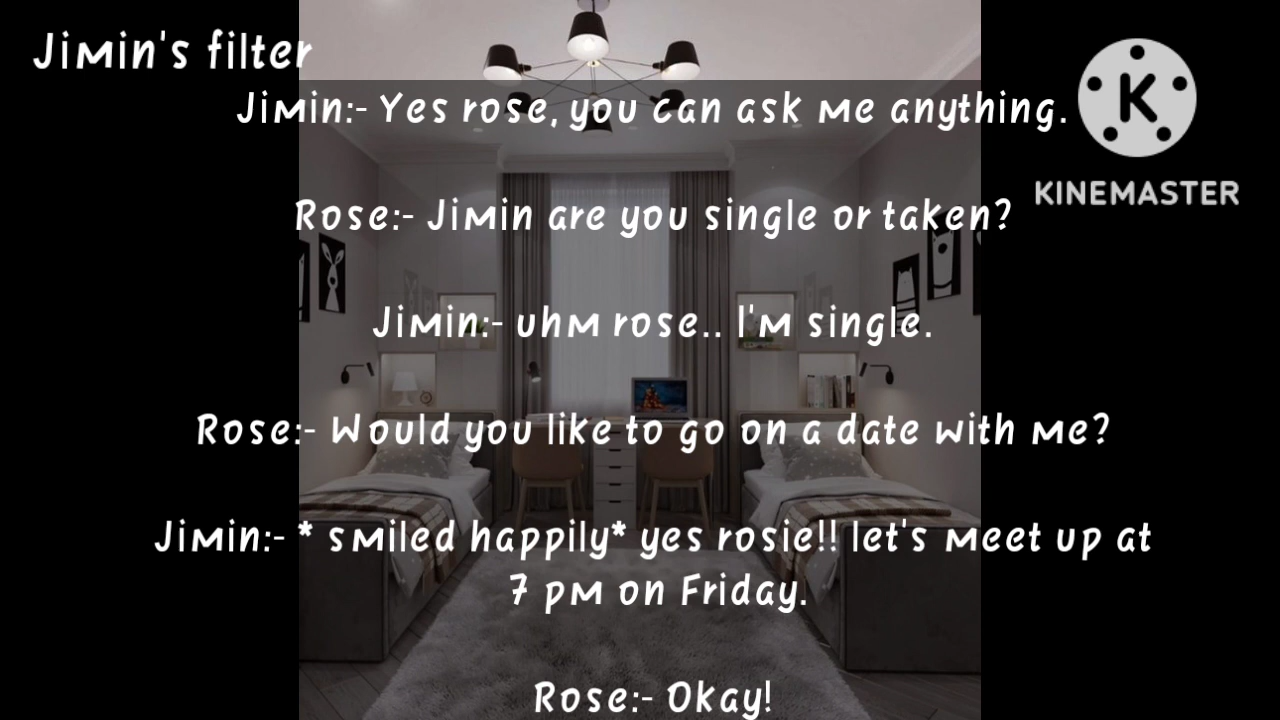 Jimin's filter
Jimin:- Yes rose, you can ask me anything.
K
KINEMASTER
Rose:- Jimin are you single or taken?
Jimin:- uhm rose.. I'm single.
Rose:- Would you like to go on a date with me?
Jimin:- * smiled happily* yes rosie!! let's meet up at
7 pm on Friday.
Rose:- Okay!